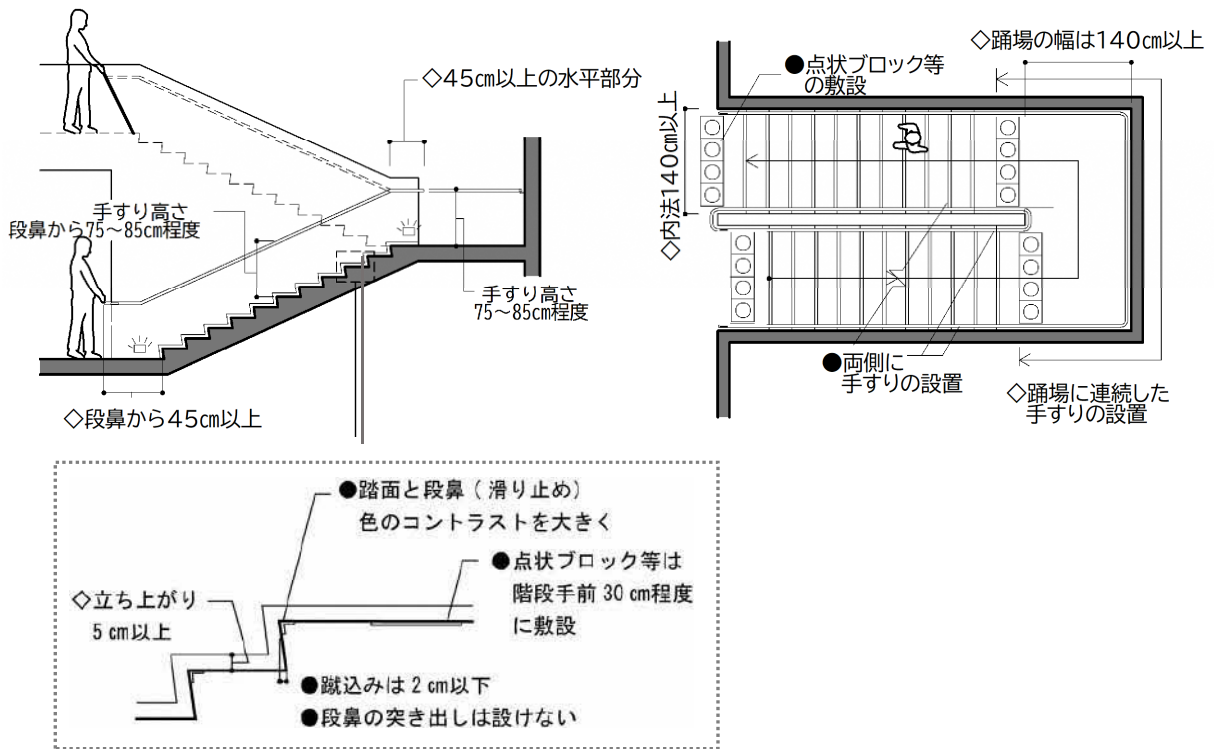 ◇45㎝以上の水平部分
手すり高さ
段鼻から75～85㎝程度
手すり高さ
75～85㎝程度
◇段鼻から45㎝以上
◇踊場の幅は140㎝以上
●点状ブロック等
の敷設
◇内法140㎝以上
●両側に
手すりの設置
◇踊場に連続した
手すりの設置
●踏面と段鼻（滑り止め）
色のコントラストを大きく
●点状ブロック等は
階段手前30㎝程度
に敷設
◇立ち上がり
5㎝以上
●蹴込みは2㎝以下
●段鼻の突き出しは設けない